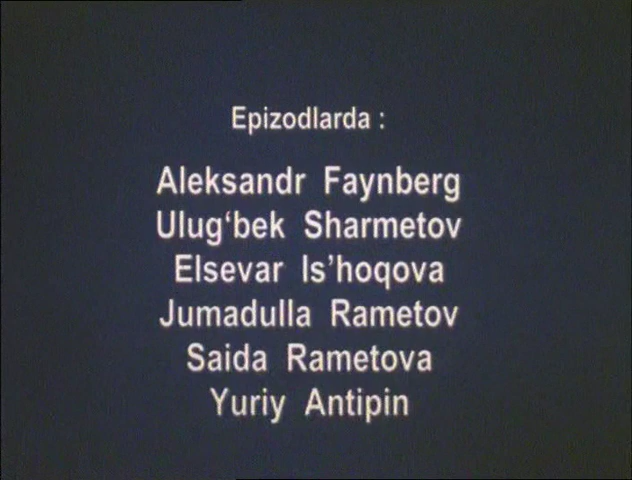 Epizodlarda :
Aleksandr Faynberg
Ulug‘bek Sharmetov
Elsevar Is’hoqova
Jumadulla Rametov
Saida Rametova
Yuriy Antipin